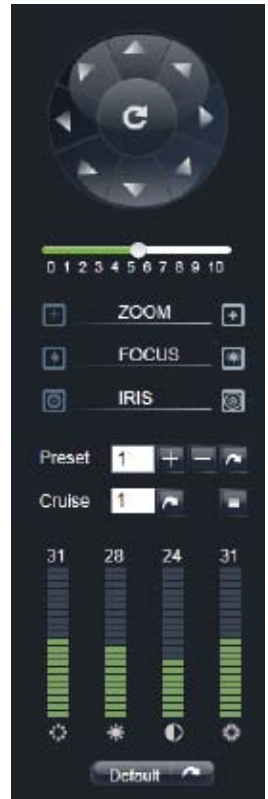 0 1 2 3 4 5 6 7 8 9 10
ZOOM
FOCUS
IRIS
Preset 1
Cruise 1
31 28 24 31
Default